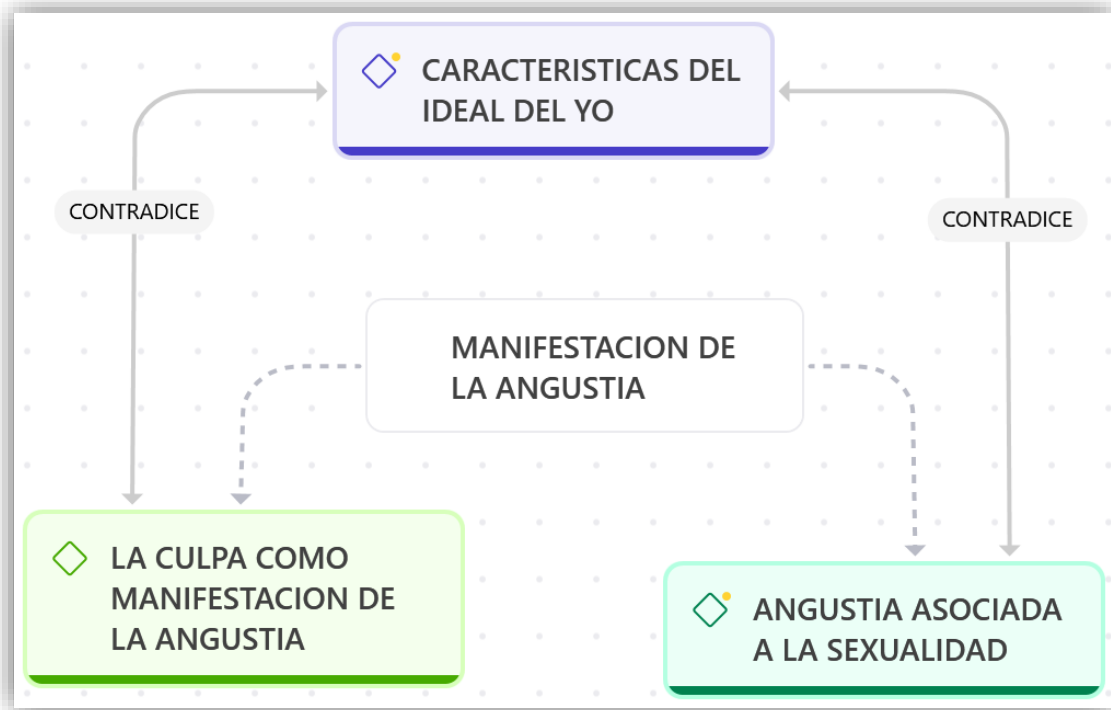 CARACTERISTICAS DEL
IDEAL DEL YO
CONTRADICE
CONTRADICE
MANIFESTACION DE
LA ANGUSTIA
LA CULPA COMO
MANIFESTACION DE
LA ANGUSTIA
ANGUSTIA ASOCIADA
A LA SEXUALIDAD